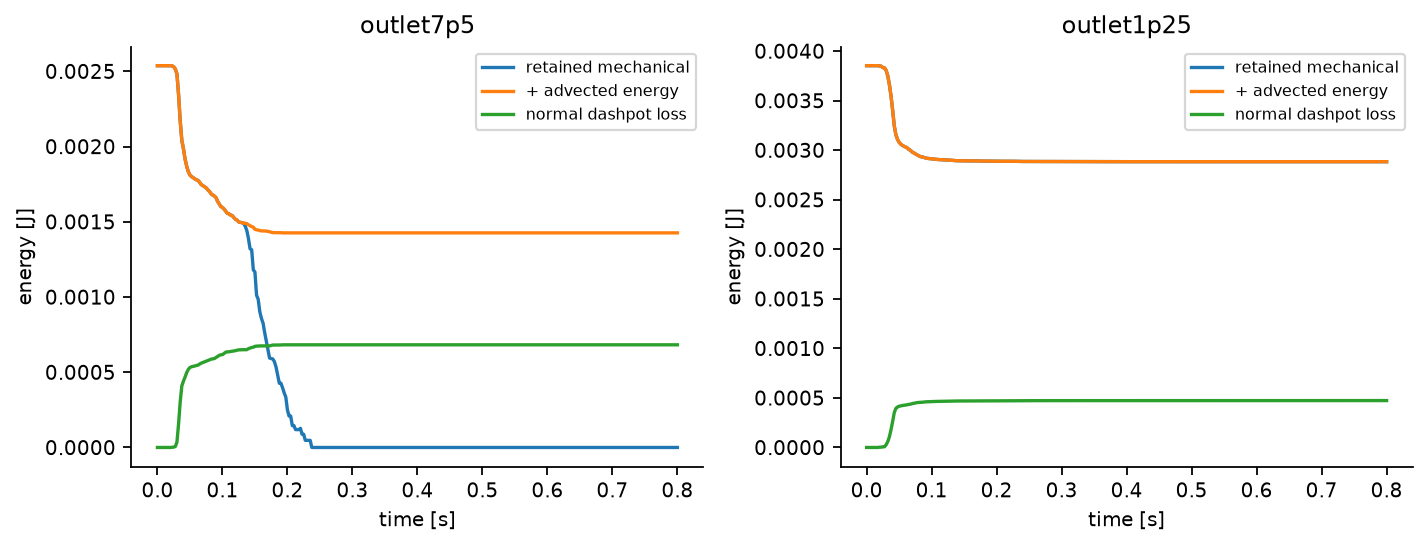 outlet7p5
retained mechanical
+ advected energy
normal dashpot loss
energy [J]
0.0025
0.0020
0.0015
0.0010
0.0005
0.0000
0.0 0.1 0.2 0.3 0.4 0.5 0.6 0.7 0.8
time [s]
outlet1p25
retained mechanical
+ advected energy
normal dashpot loss
energy [J]
0.0040
0.0035
0.0030
0.0025
0.0020
0.0015
0.0010
0.0005
0.0000
0.0 0.1 0.2 0.3 0.4 0.5 0.6 0.7 0.8
time [s]